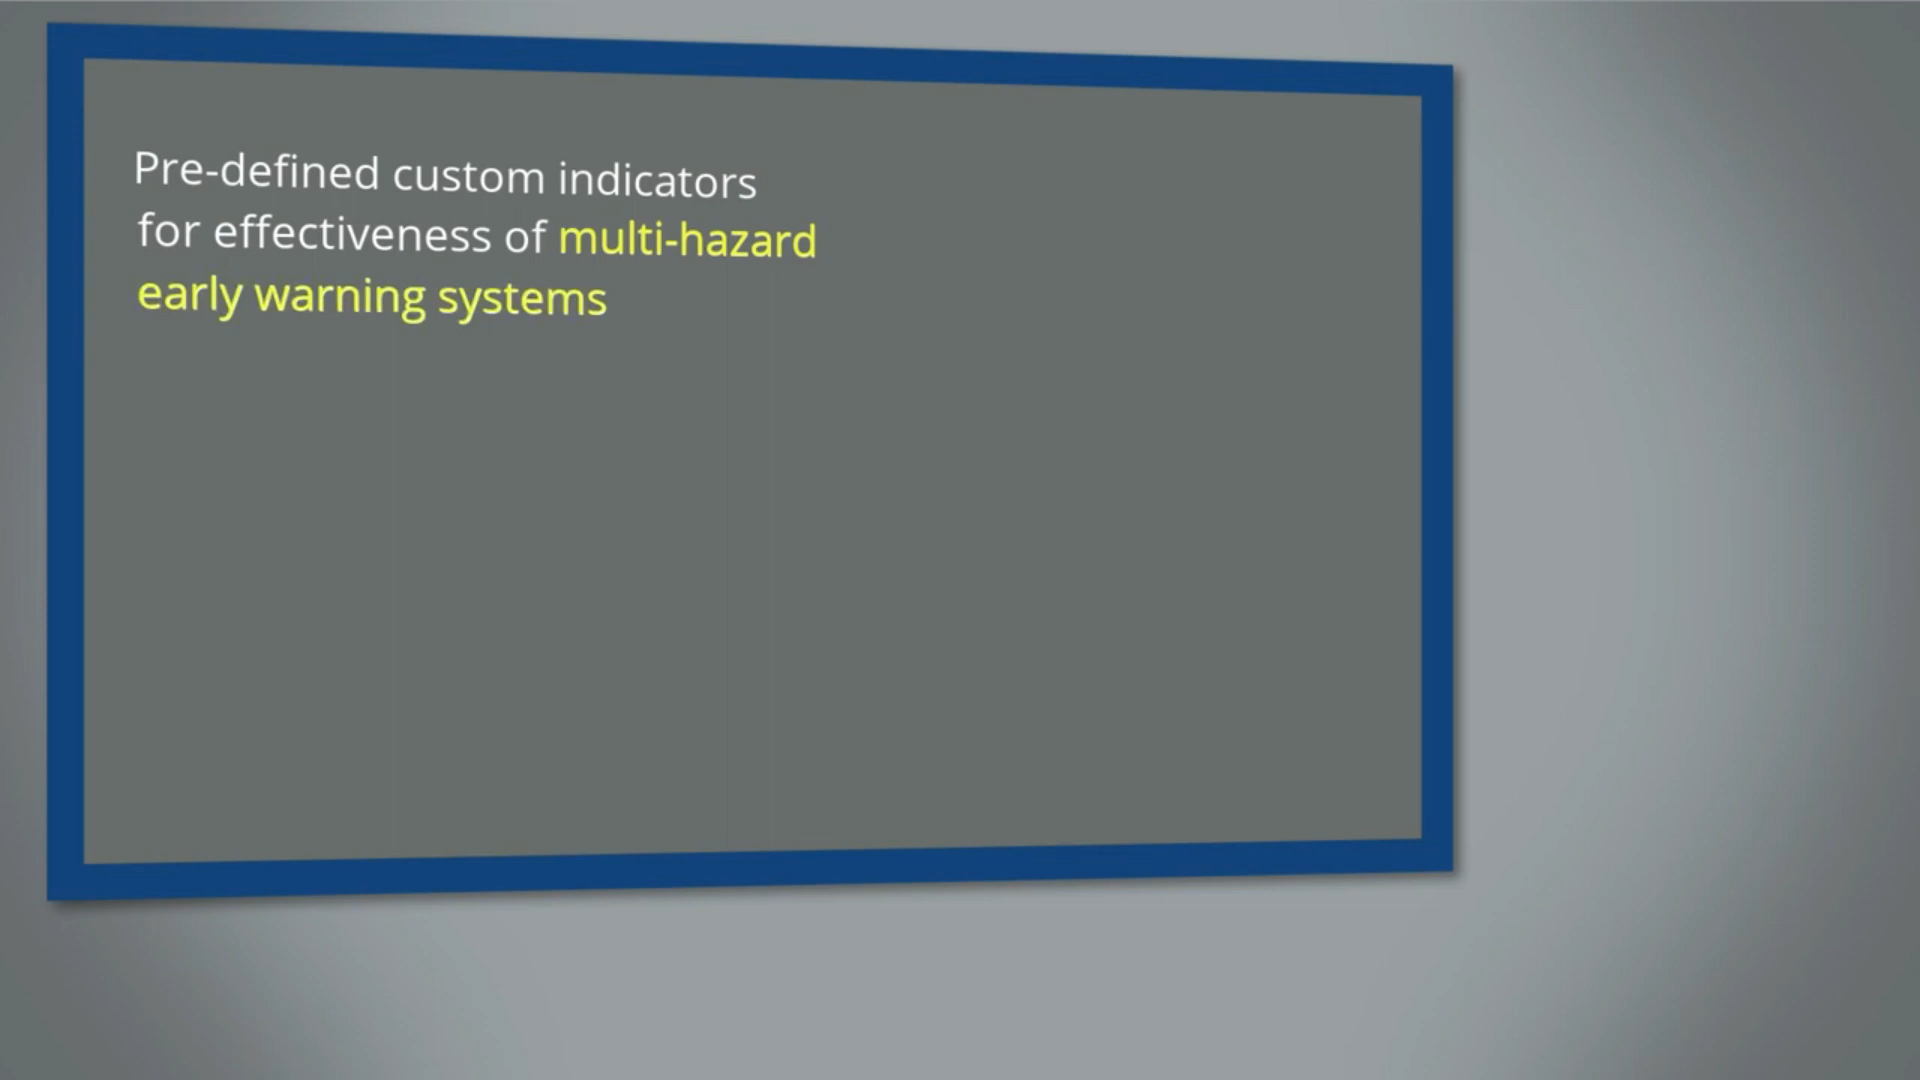 Pre-defined custom indicators
for effectiveness of multi-hazard
early warning systems